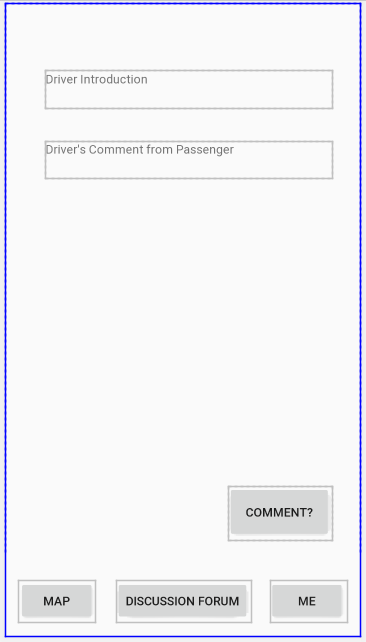 Driver Introduction
Driver's Comment from Passenger
COMMENT?
MAP
DISCUSSION FORUM
ME